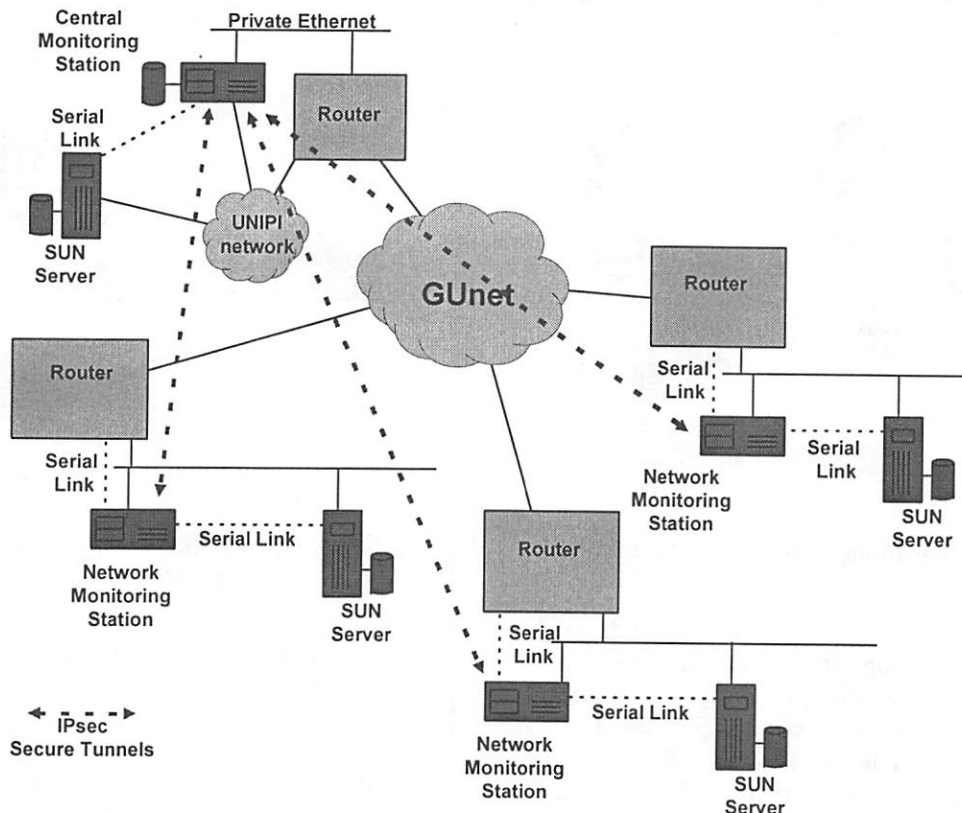 Central
Monitoring
Station
Private Ethernet
Router
Serial
Link
UNIPI
network
SUN
Server
GUnet
Router
Serial
Link
Serial
Link
Network
Monitoring
Station
SUN
Server
Router
Serial
Link
Serial Link
Network
Monitoring
Station
SUN
Server
Router
Serial
Link
Serial Link
Network
Monitoring
Station
SUN
Server
IPsec
Secure Tunnels